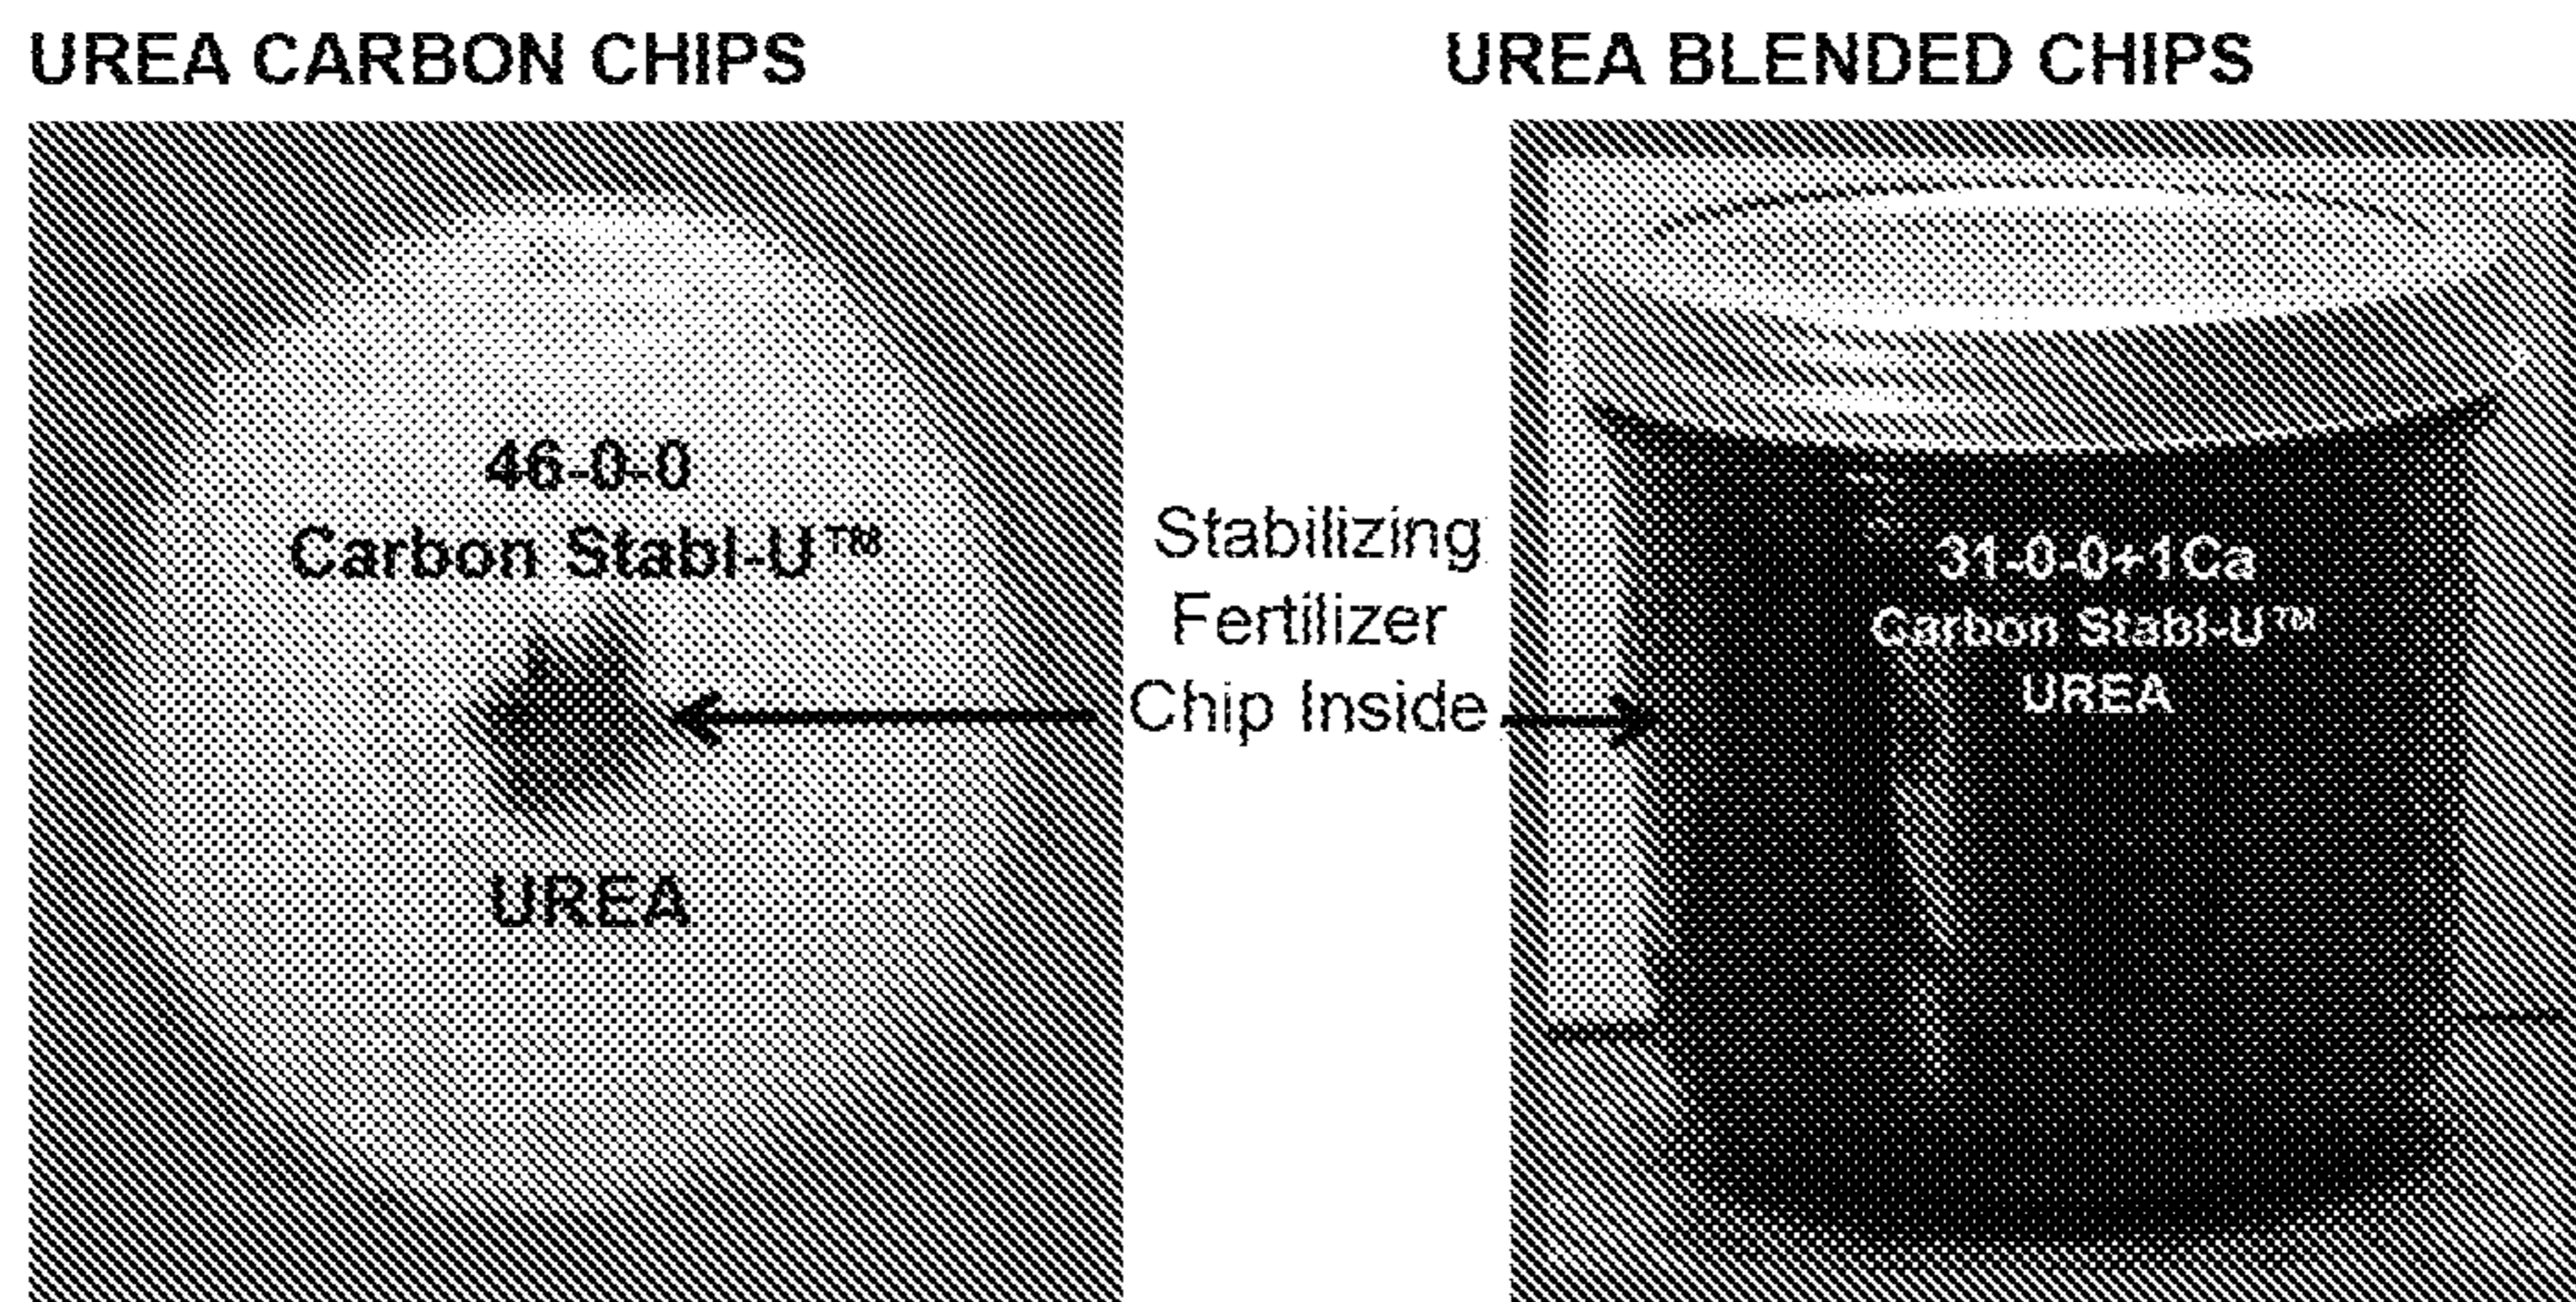 UREA CARBON CHIPS
46-0-0
Carbon Stabl-U™
UREA
Stabilizing
Fertilizer
Chip Inside
UREA BLENDED CHIPS
31-0-0+1Ca
Carbon Stabl-U™
UREA